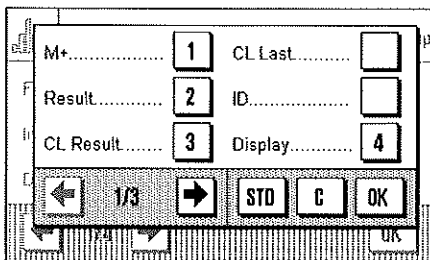 M+.................. 1 CL Last..........
Result.............. 2 ID..................
CL Result......... 3 Display............ 4
1/3 STD C OK